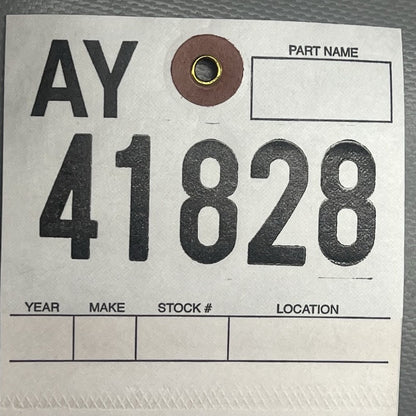 AY
PART NAME
41828
YEAR MAKE STOCK # LOCATION